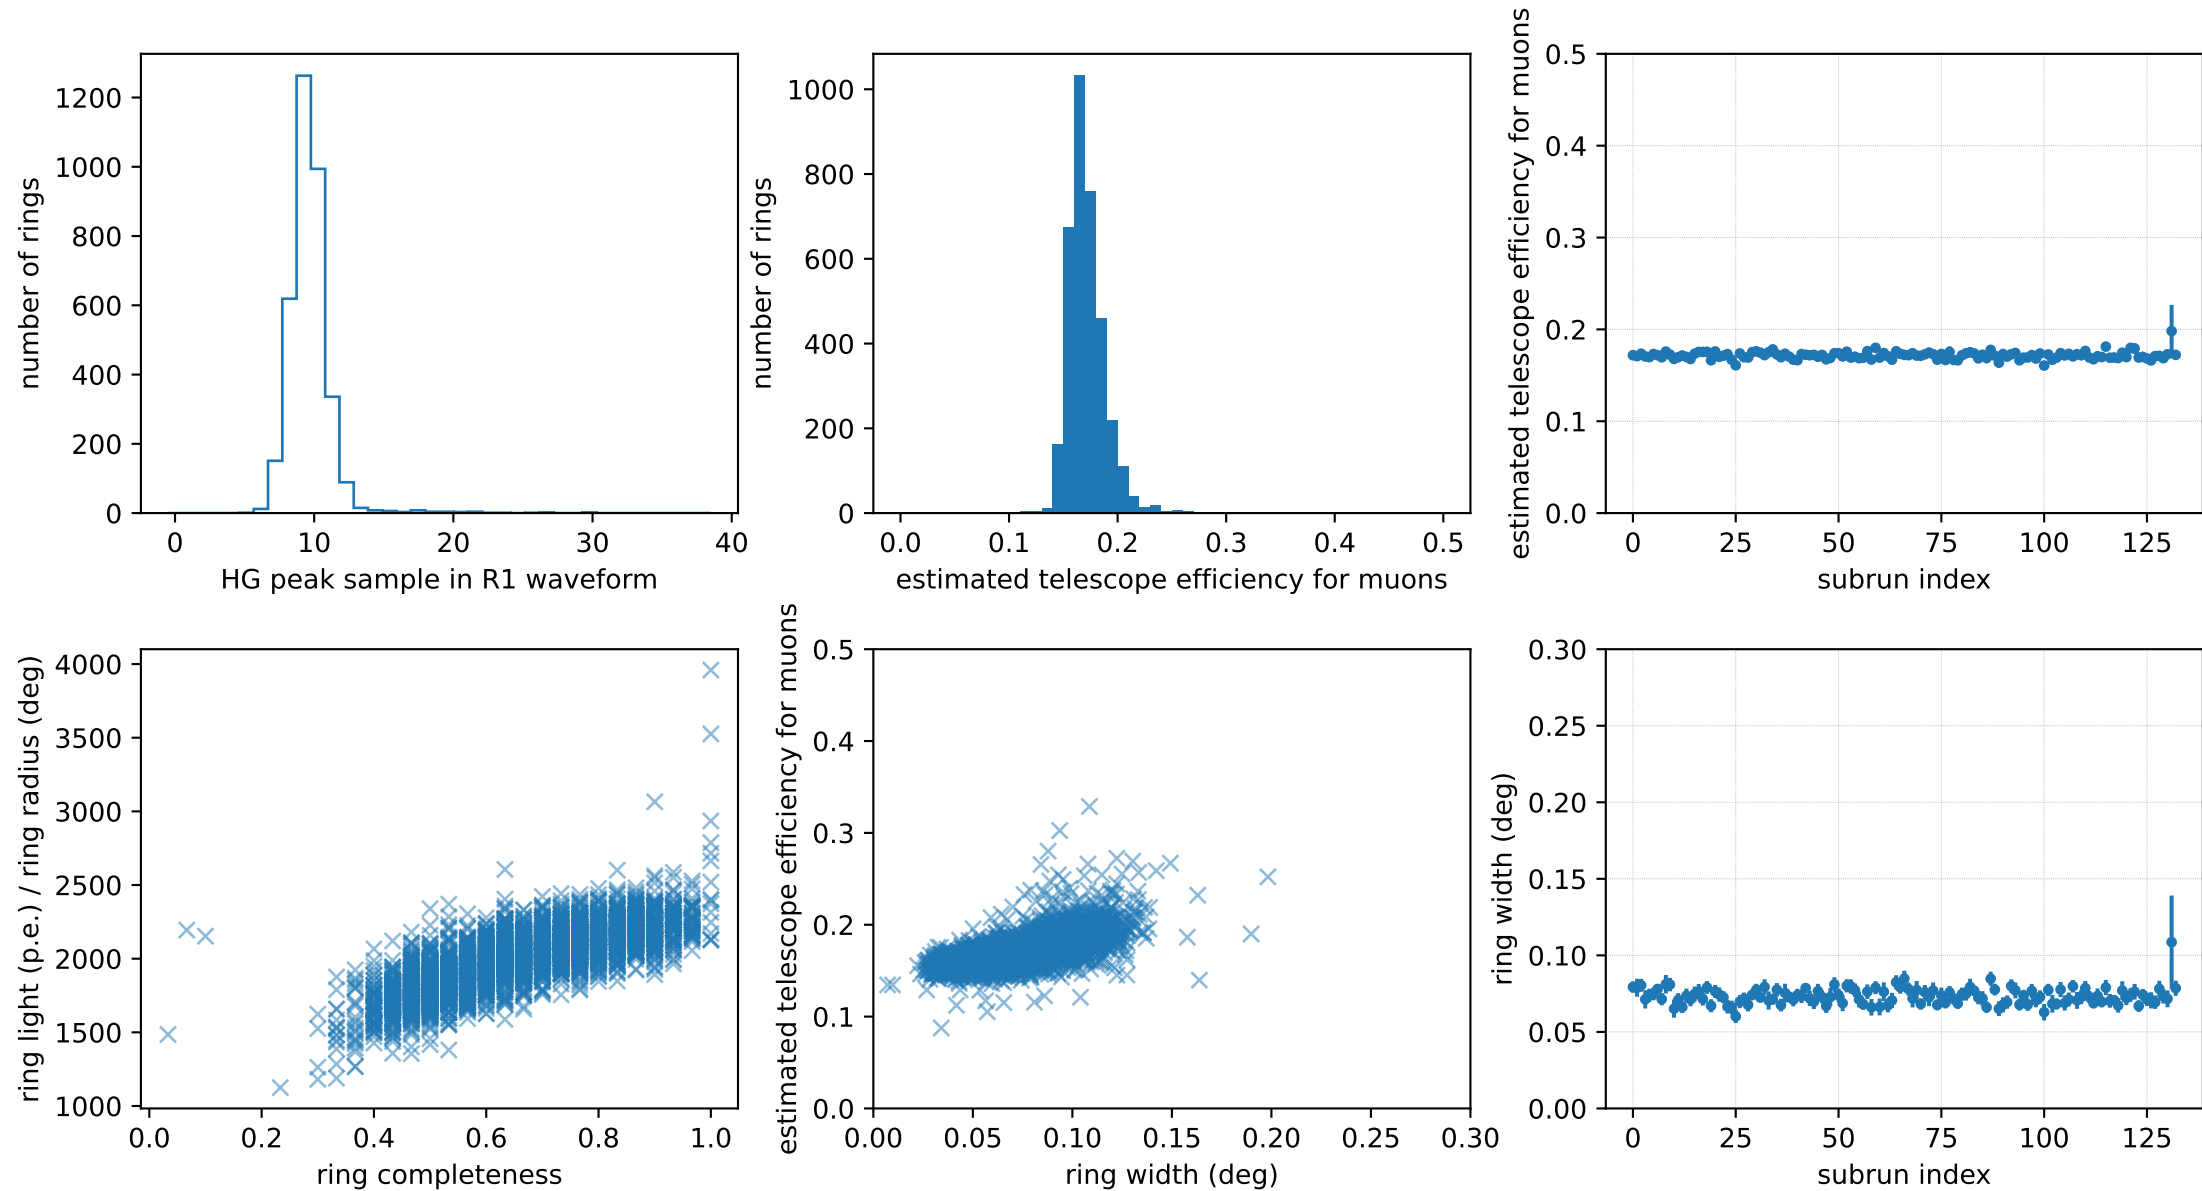 number of rings
1200
1000
800
600
400
200
0
0 10 20 30 40
HG peak sample in R1 waveform
number of rings
1000
800
600
400
200
0
0.0 0.1 0.2 0.3 0.4 0.5
estimated telescope efficiency for muons
estimated telescope efficiency for muons
0.5
0.4
0.3
0.2
0.1
0.0
0 25 50 75 100 125
subrun index
ring light (p.e.) / ring radius (deg)
4000
3500
3000
2500
2000
1500
1000
0.0 0.2 0.4 0.6 0.8 1.0
ring completeness
estimated telescope efficiency for muons
0.5
0.4
0.3
0.2
0.1
0.0
0.00 0.05 0.10 0.15 0.20 0.25 0.30
ring width (deg)
ring width (deg)
0.30
0.25
0.20
0.15
0.10
0.05
0.00
0 25 50 75 100 125
subrun index